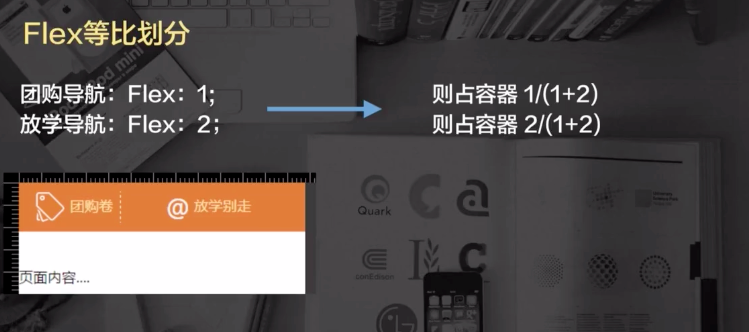 Flex等比划分
团购导航：Flex：1;
则占容器 1/(1+2)
放学导航：Flex：2；
则占容器 2/(1+2)
团购卷
@ 放学别走
页面内容....
Quark